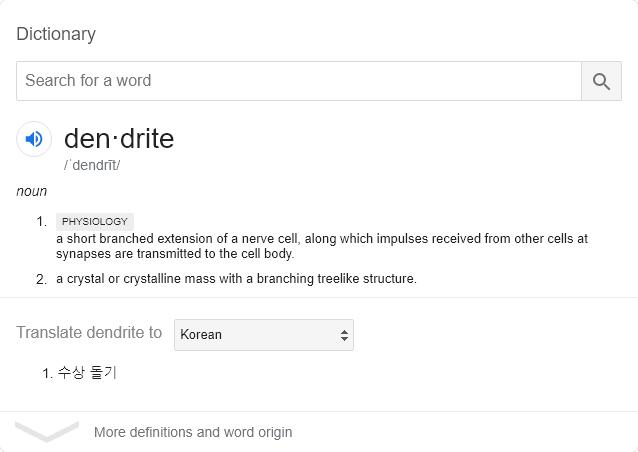 Dictionary
Search for a word
den·drite
/ˈdendrīt/
noun
1. PHYSIOLOGY
a short branched extension of a nerve cell, along which impulses received from other cells at
synapses are transmitted to the cell body.
2. a crystal or crystalline mass with a branching treelike structure.
Translate dendrite to Korean
1. 수상 돌기
More definitions and word origin